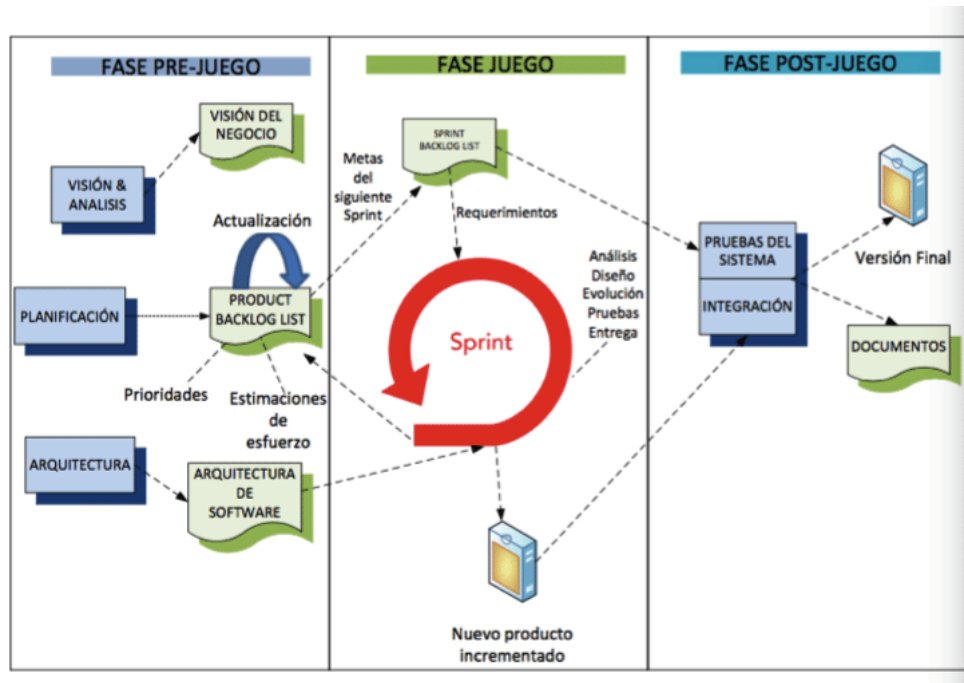 FASE PRE-JUEGO
VISIÓN DEL
NEGOCIO
VISIÓN &
ANALISIS
Actualización
PLANIFICACIÓN
PRODUCT
BACKLOG LIST
Prioridades
Estimaciones
de
esfuerzo
ARQUITECTURA
ARQUITECTURA
DE
SOFTWARE
FASE JUEGO
SPRINT
BACKLOG LIST
Metas
del
siguiente
Sprint
Requerimientos
Análisis
Diseño
Evolución
Pruebas
Entrega
Sprint
Nuevo producto
incrementado
FASE POST-JUEGO
PRUEBAS DEL
SISTEMA
INTEGRACIÓN
Versión Final
DOCUMENTOS